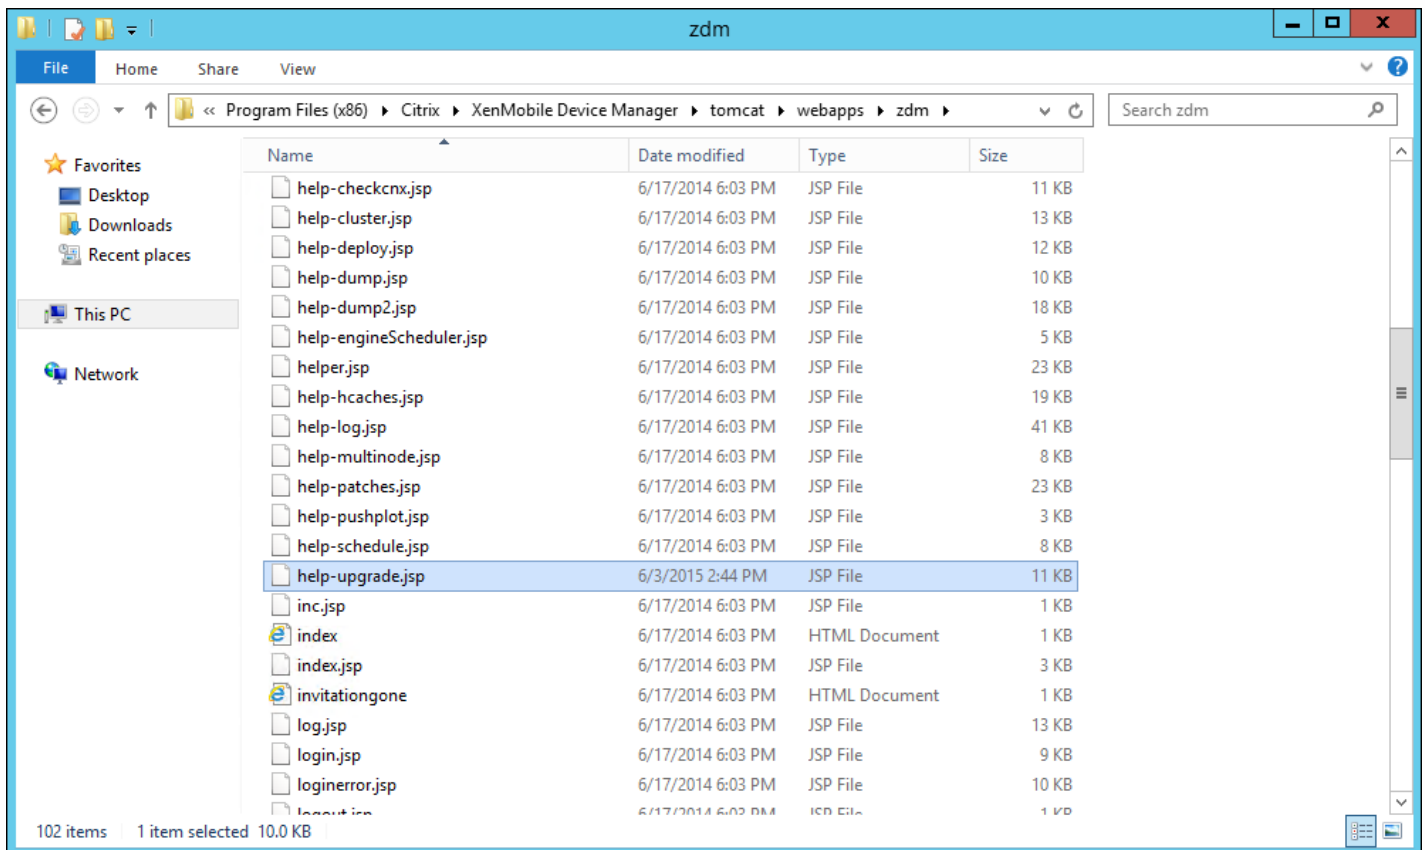 zdm
File Home Share View
« Program Files (x86) Citrix XenMobile Device Manager tomcat webapps zdm Search zdm
Name Date modified Type Size
Favorites
Desktop
Downloads
Recent places
This PC
Network
help-checkcnx.jsp 6/17/2014 6:03 PM JSP File 11 KB
help-cluster.jsp 6/17/2014 6:03 PM JSP File 13 KB
help-deploy.jsp 6/17/2014 6:03 PM JSP File 12 KB
help-dump.jsp 6/17/2014 6:03 PM JSP File 10 KB
help-dump2.jsp 6/17/2014 6:03 PM JSP File 18 KB
help-engineScheduler.jsp 6/17/2014 6:03 PM JSP File 5 KB
helper.jsp 6/17/2014 6:03 PM JSP File 23 KB
help-hcaches.jsp 6/17/2014 6:03 PM JSP File 19 KB
help-log.jsp 6/17/2014 6:03 PM JSP File 41 KB
help-multinode.jsp 6/17/2014 6:03 PM JSP File 8 KB
help-patches.jsp 6/17/2014 6:03 PM JSP File 23 KB
help-pushplot.jsp 6/17/2014 6:03 PM JSP File 3 KB
help-schedule.jsp 6/17/2014 6:03 PM JSP File 8 KB
help-upgrade.jsp 6/3/2015 2:44 PM JSP File 11 KB
inc.jsp 6/17/2014 6:03 PM JSP File 1 KB
index 6/17/2014 6:03 PM HTML Document 1 KB
index.jsp 6/17/2014 6:03 PM JSP File 3 KB
invitationgone 6/17/2014 6:03 PM HTML Document 1 KB
log.jsp 6/17/2014 6:03 PM JSP File 13 KB
login.jsp 6/17/2014 6:03 PM JSP File 9 KB
loginerror.jsp 6/17/2014 6:03 PM JSP File 10 KB
logout.jsp 6/17/2014 6:03 PM JSP File 1 KB
102 items 1 item selected 10.0 KB